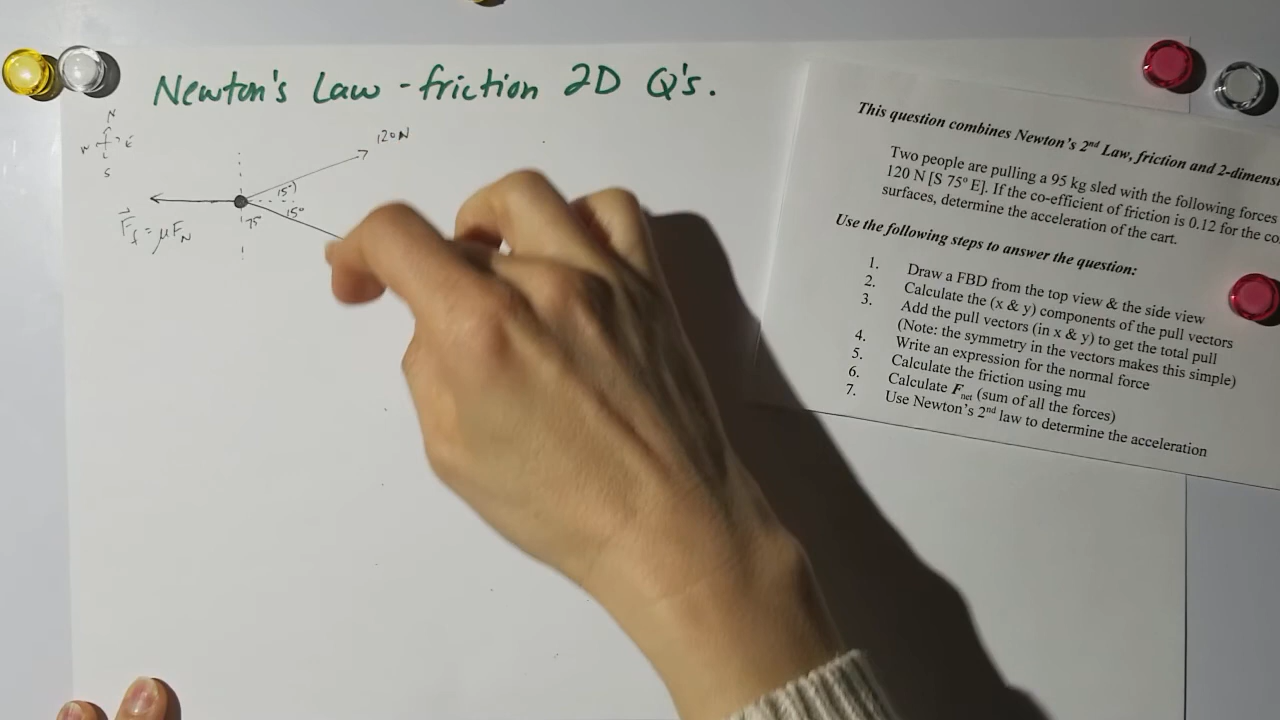 Newton's Law - friction 2D Q's.
N
W E
S
120N
15°
15°
75°
F_f = μF_N
This question combines Newton's 2nd Law, friction and 2-dimensi
Two people are pulling a 95 kg sled with the following forces
120 N [S 75° E]. If the co-efficient of friction is 0.12 for the co
surfaces, determine the acceleration of the cart.
Use the following steps to answer the question:
1. Draw a FBD from the top view & the side view
2. Calculate the (x & y) components of the pull vectors
3. Add the pull vectors (in x & y) to get the total pull
(Note: the symmetry in the vectors makes this simple)
4. Write an expression for the normal force
5. Calculate the friction using mu
6. Calculate Fnet (sum of all the forces)
7. Use Newton's 2nd law to determine the acceleration